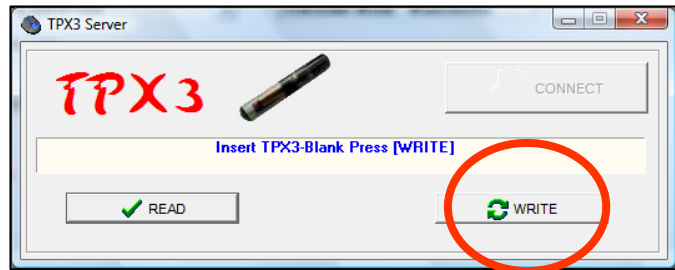 TPX3 Server
TPX3
CONNECT
Insert TPX3-Blank Press [WRITE]
READ
WRITE